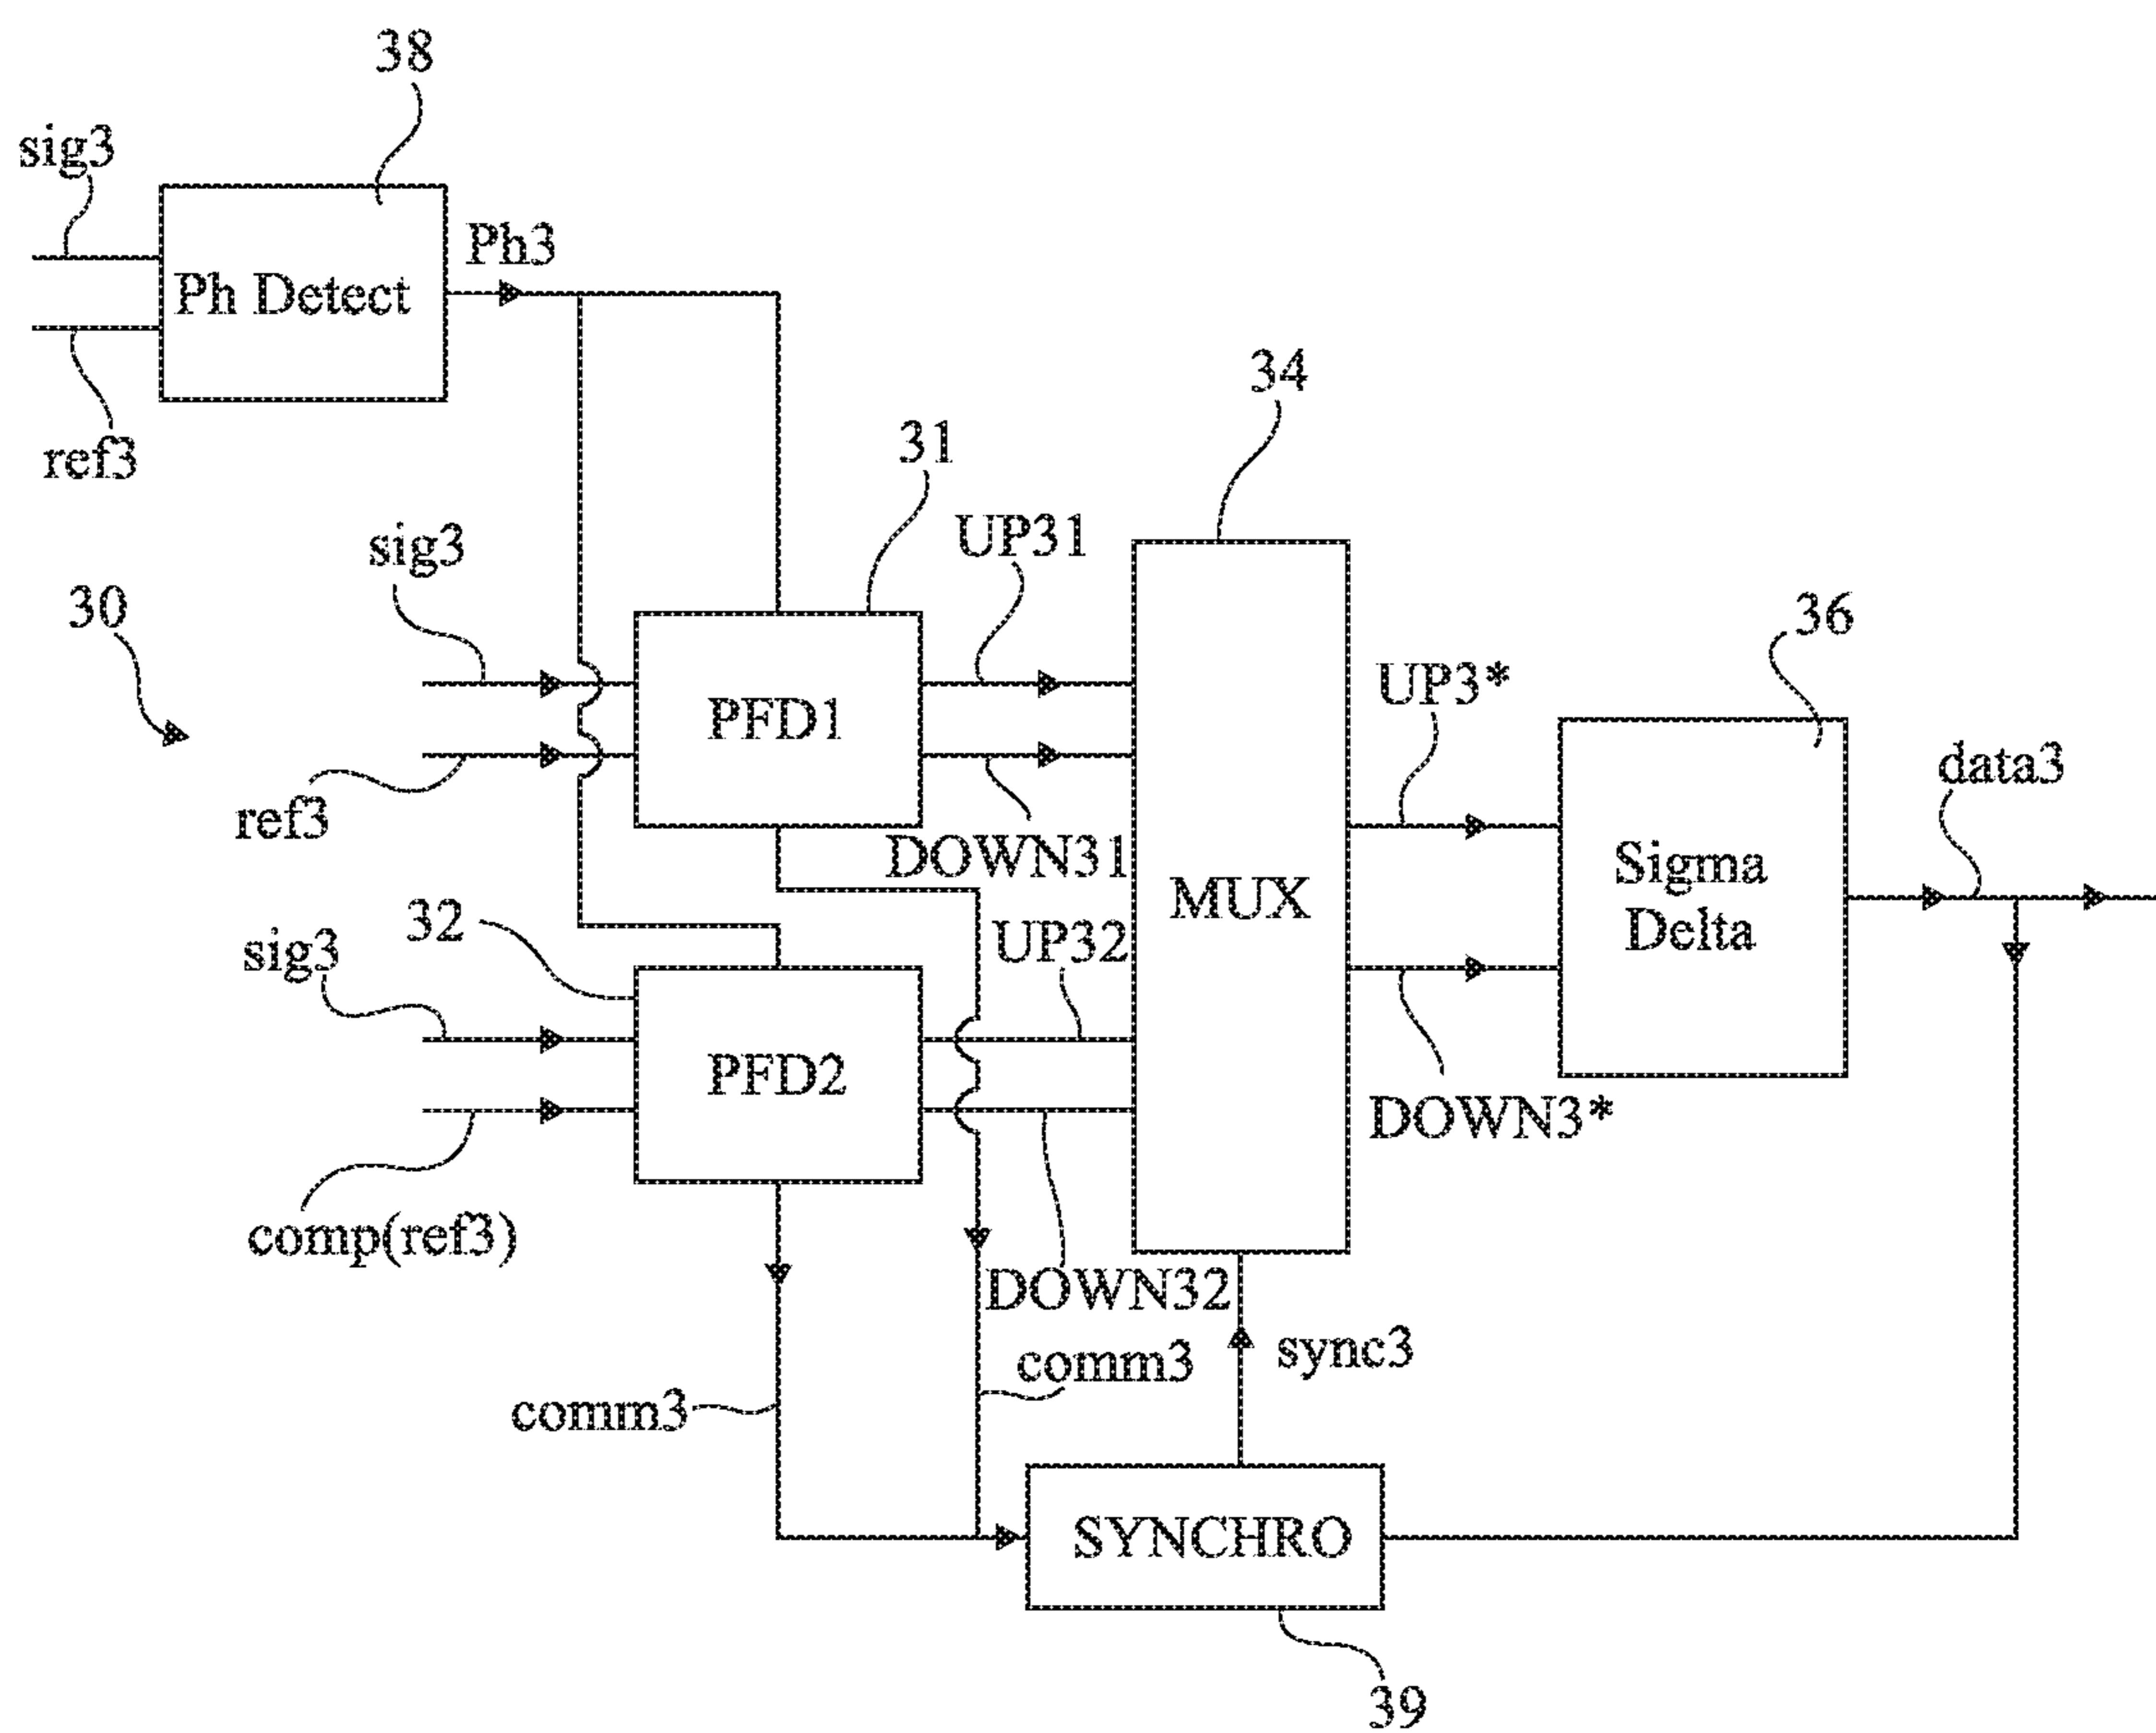 38
sig3
Ph3
Ph Detect
ref3
34
31
UP31
sig3
30
36
UP3*
PFD1
data3
ref3
DOWN31
Sigma
Delta
MUX
32
UP32
sig3
PFD2
DOWN3*
comp(ref3)
DOWN32
sync3
comm3
comm3
SYNCHRO
39